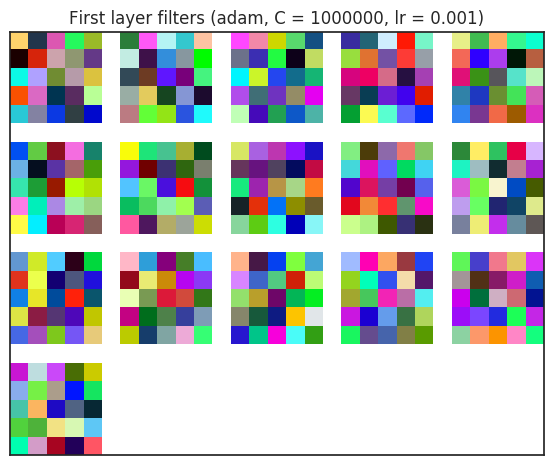 First layer filters (adam, C = 1000000, lr = 0.001)